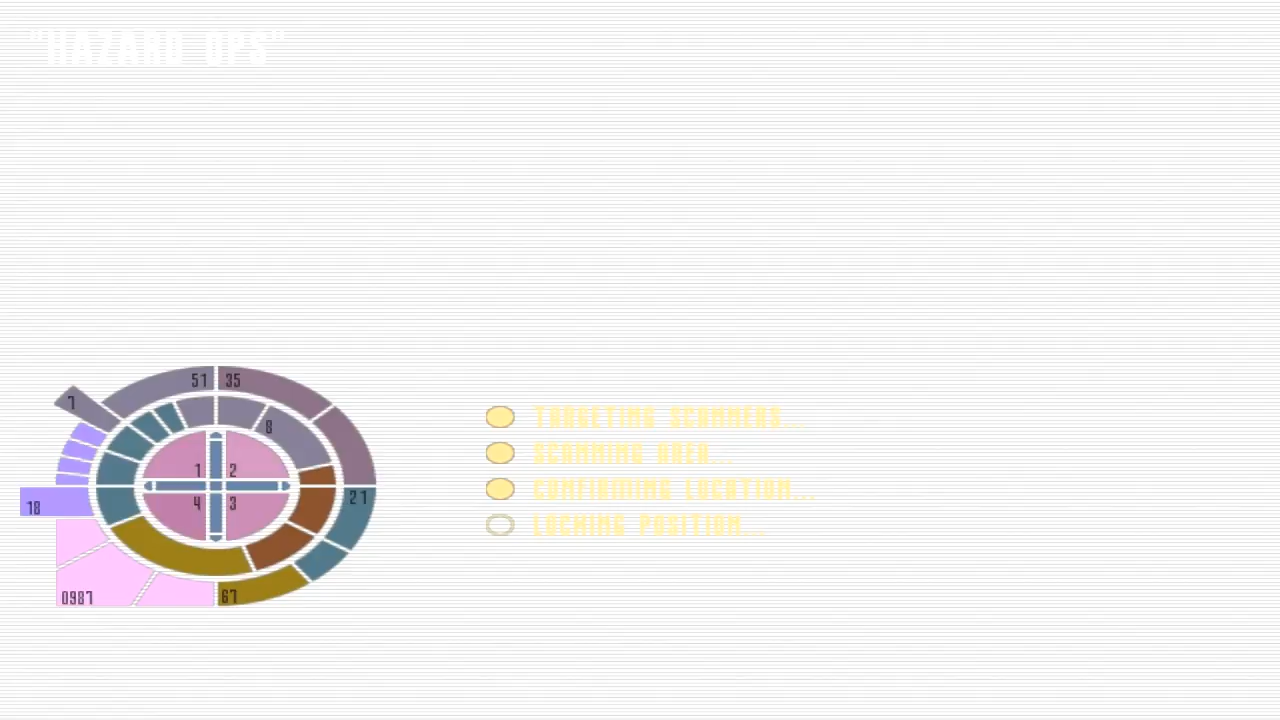 "HAZARD OPS"
51 35
7
8
1 2
21
4 3
18
0987
67
TARGETING SCANNERS...
SCANNING AREA...
CONFIRMING LOCATION...
LOCKING POSITION...